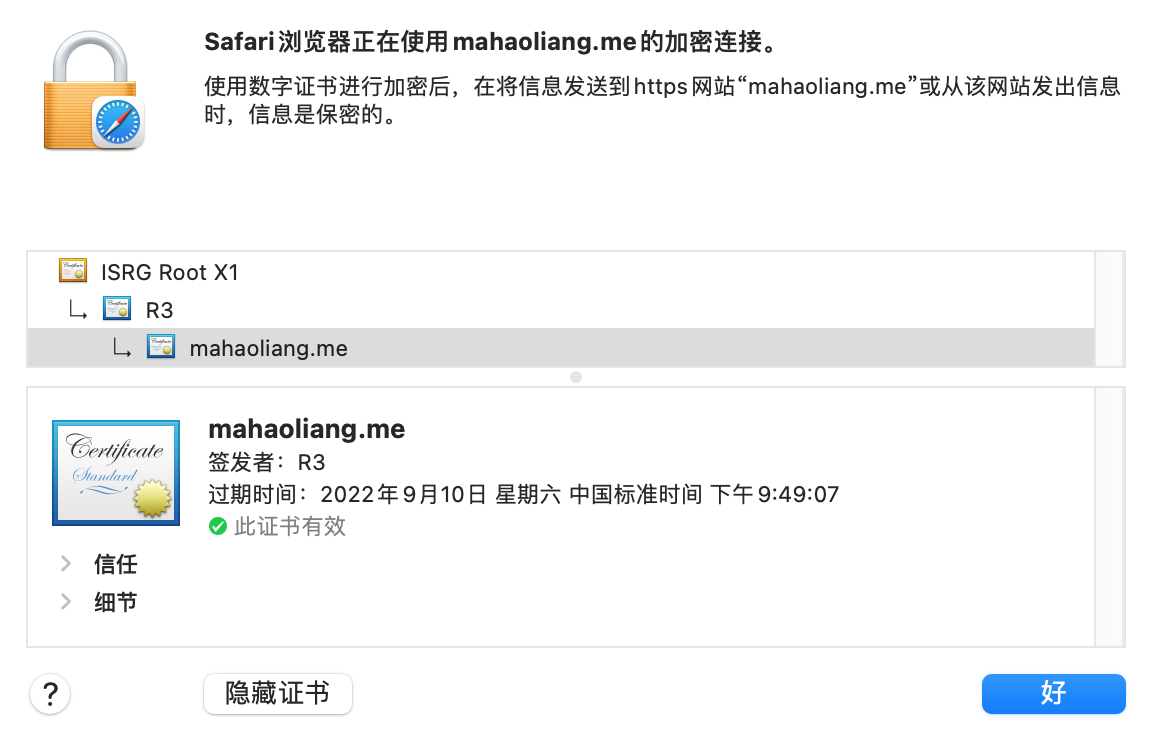 Safari浏览器正在使用mahaoliang.me的加密连接。
使用数字证书进行加密后，在将信息发送到https网站“mahaoliang.me”或从该网站发出信息
时，信息是保密的。
ISRG Root X1
R3
mahaoliang.me
Certificate
Standard
mahaoliang.me
签发者：R3
过期时间：2022年9月10日 星期六 中国标准时间 下午9:49:07
此证书有效
信任
细节
?
隐藏证书
好